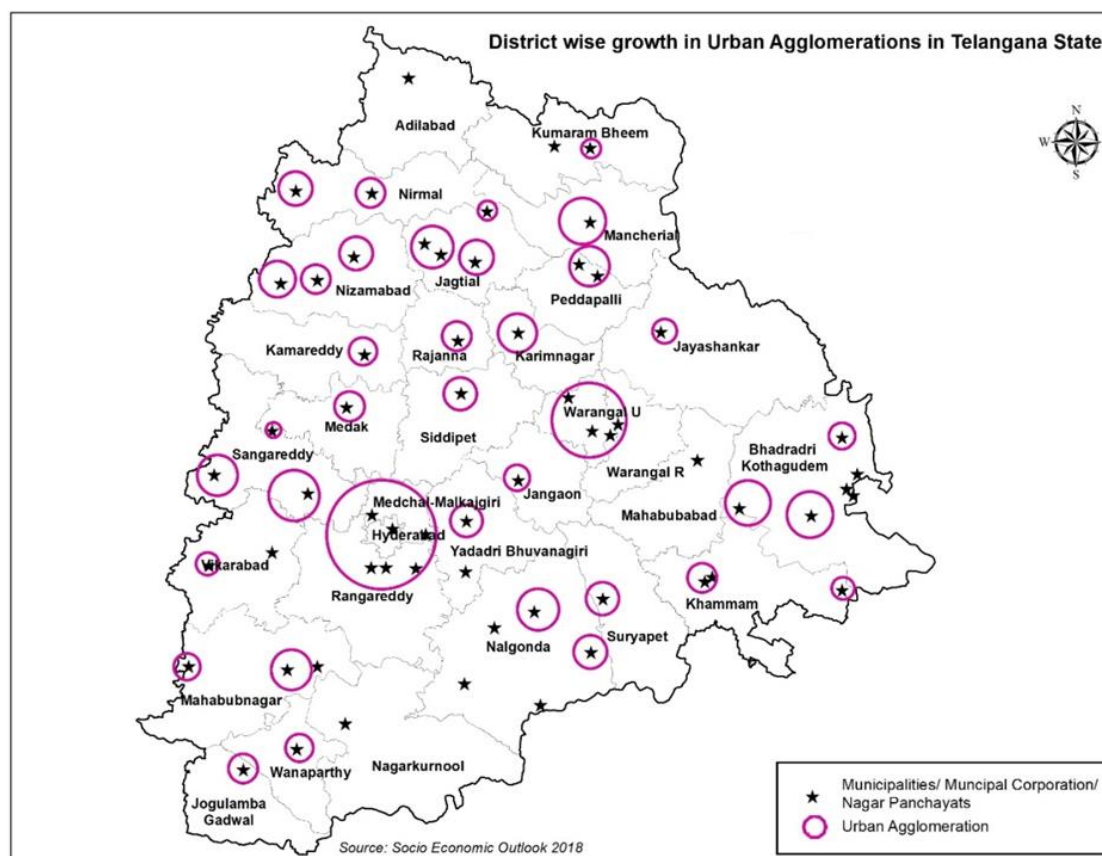 District wise growth in Urban Agglomerations in Telangana State
N
W
S
Adilabad
Kumaram Bheem
Nirmal
Mancherial
Nizamabad
Jagtial
Peddapalli
Kamareddy
Rajanna
Karimnagar
Jayashankar
Medak
Siddipet
Warangal U
Sangareddy
Warangal R
Bhadradri
Kothagudem
Jangaon
Medchal-Malkajgiri
Hyderabad
Mahabubabad
Yadadri Bhuvanagiri
Vikarabad
Rangareddy
Khammam
Nalgonda
Suryapet
Mahabubnagar
Wanaparthy
Nagarkurnool
Jogulamba
Gadwal
Municipalities/ Muncipal Corporation/
Nagar Panchayats
Urban Agglomeration
Source: Socio Economic Outlook 2018